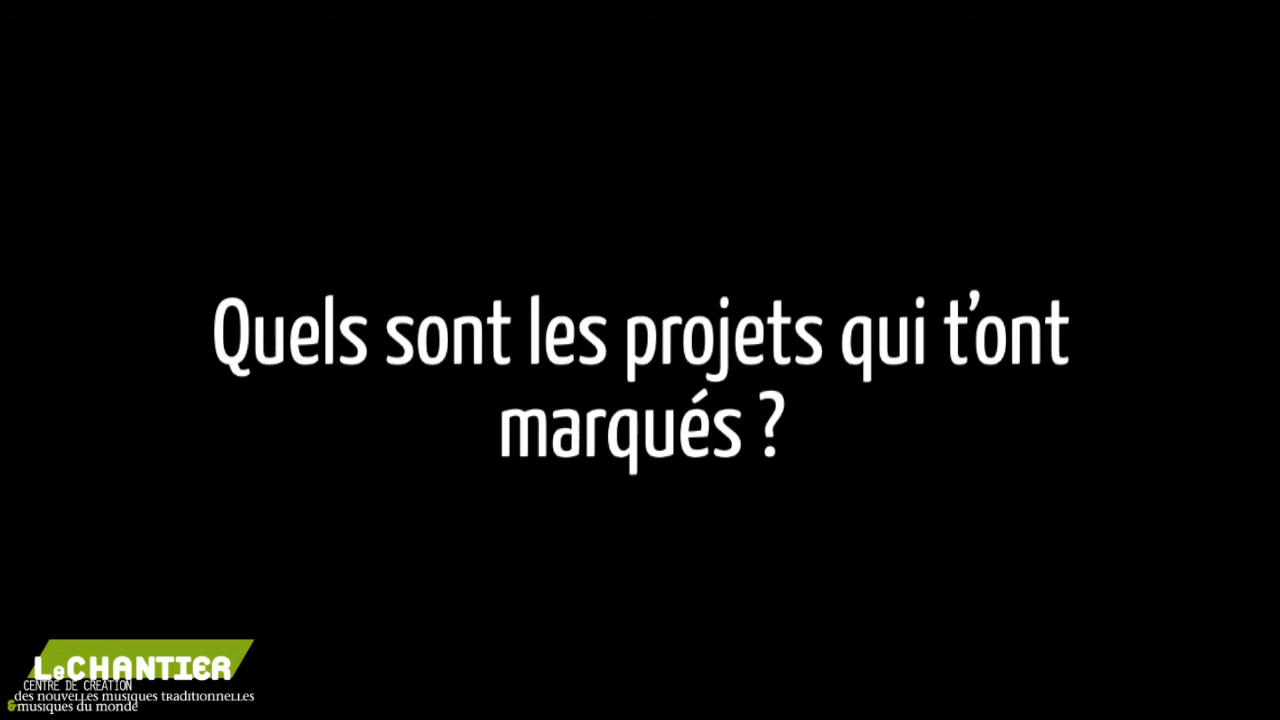 Quels sont les projets qui t’ont
marqués ?
LeCHANTIER
CENTRE DE CRÉATION
des nouvelles musiques traditionnelles
&musiques du monde